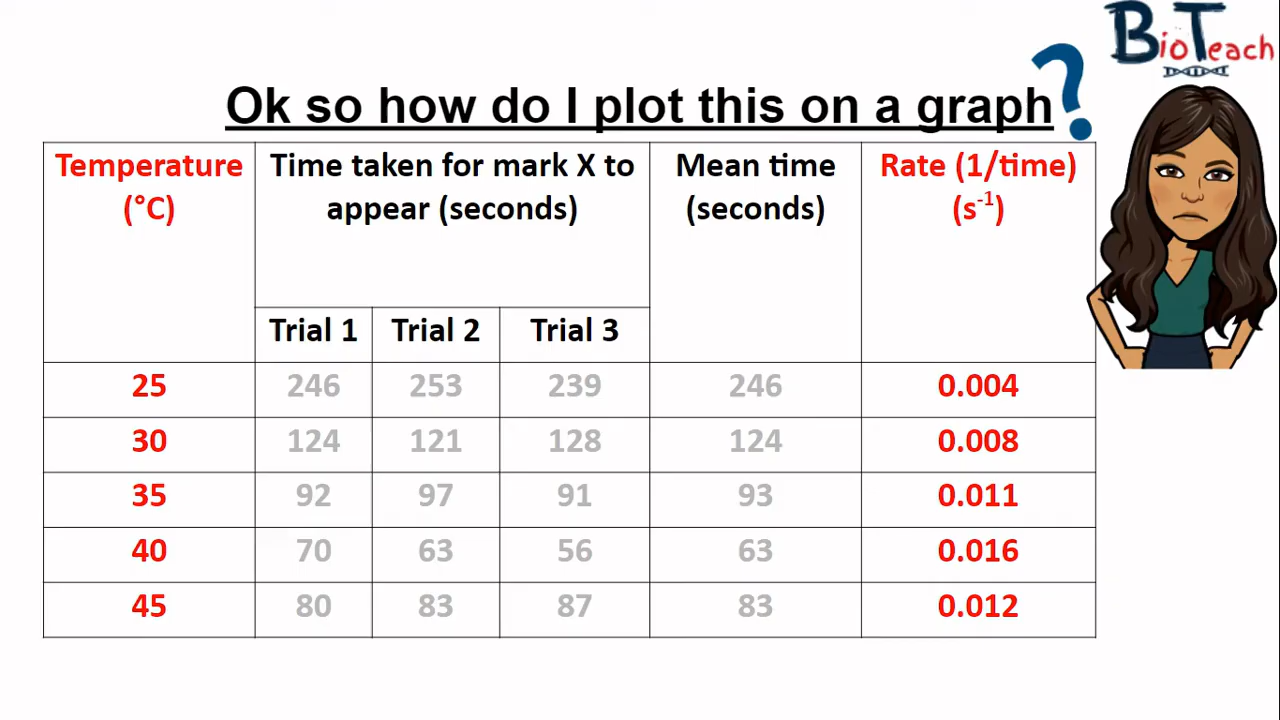 BioTeach
Ok so how do I plot this on a graph?
Temperature (°C) Time taken for mark X to appear (seconds) Mean time (seconds) Rate (1/time) (s⁻¹)
Trial 1 Trial 2 Trial 3
25 246 253 239 246 0.004
30 124 121 128 124 0.008
35 92 97 91 93 0.011
40 70 63 56 63 0.016
45 80 83 87 83 0.012